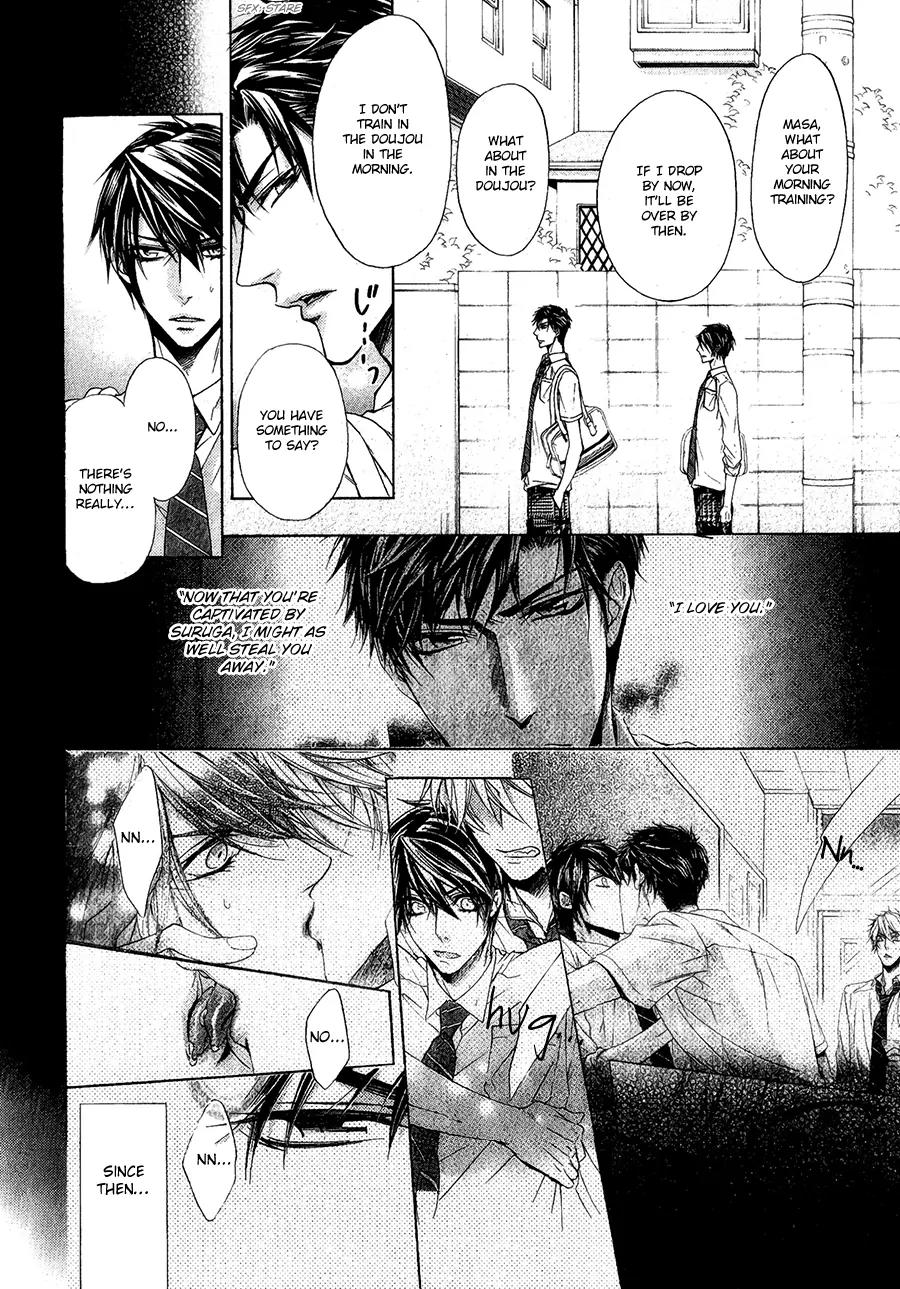 MASA,
WHAT
ABOUT
YOUR
MORNING
TRAINING?
IF I DROP
BY NOW,
IT'LL BE
OVER BY
THEN.
WHAT
ABOUT
IN THE
DOUJOU?
I DON'T
TRAIN IN
THE DOUJOU
IN THE
MORNING.
SFX: STARE
じーっ
YOU HAVE
SOMETHING
TO SAY?
NO...
THERE'S
NOTHING
REALLY...
"I LOVE YOU."
"NOW THAT YOU'RE
CAPTIVATED BY
SURUGA, I MIGHT AS
WELL STEAL YOU
AWAY."
Nn...
hug...
NN...
NO...
NN...
SINCE
THEN...